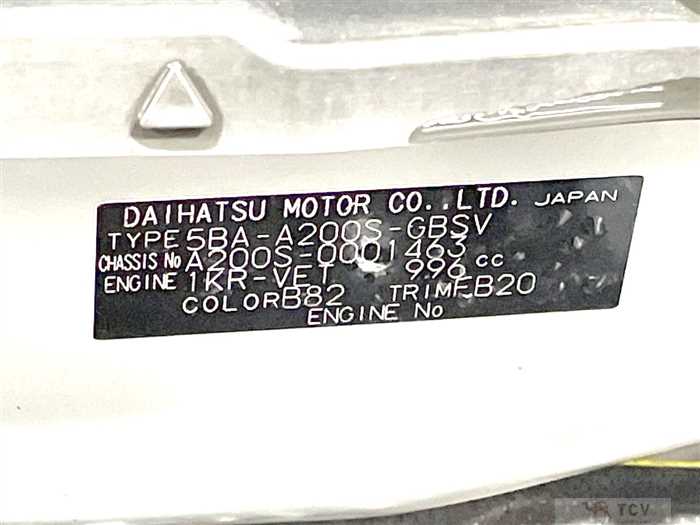 DAIHATSU MOTOR CO.,LTD. JAPAN
TYPE 5BA-A200S-GBSV
CHASSIS No A200S-0001463
ENGINE 1KR-VET 996 cc
COLOR B82 TRIM FB20
ENGINE No
TCV